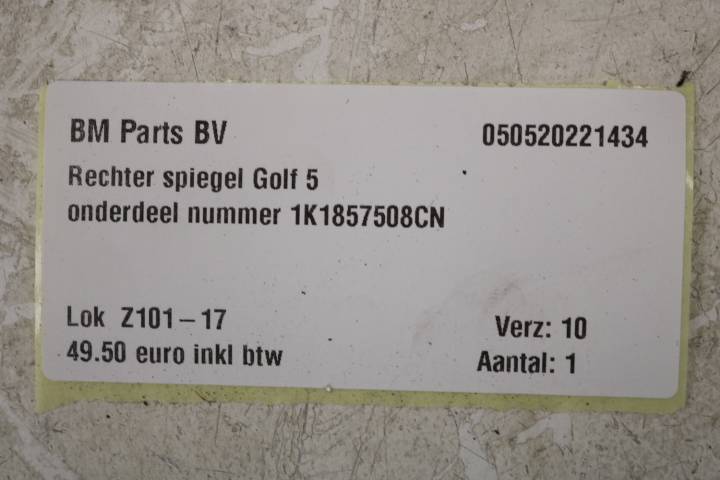 BM Parts BV 050520221434
Rechter spiegel Golf 5
onderdeel nummer 1K1857508CN
Lok Z101-17 Verz: 10
49.50 euro inkl btw Aantal: 1